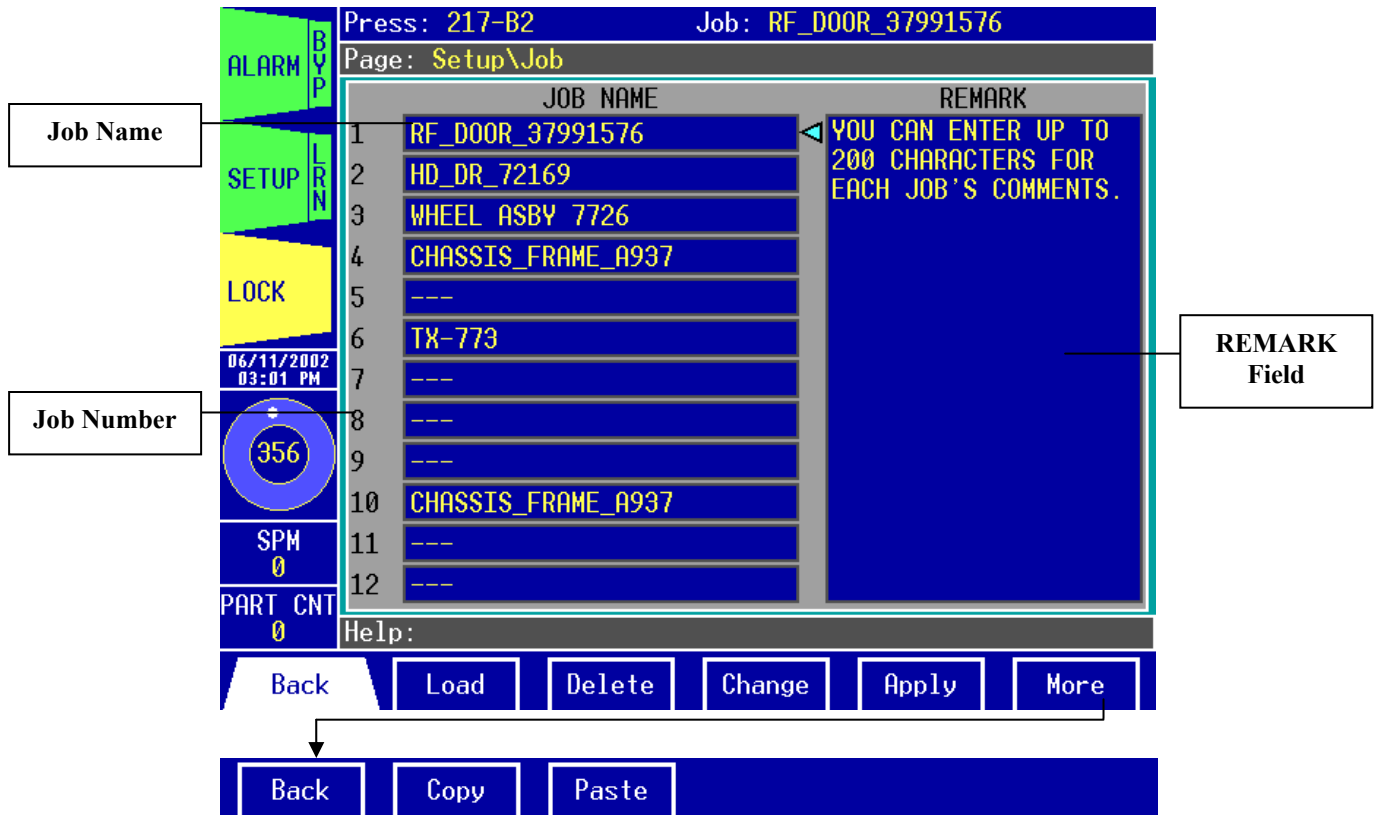 Press: 217-B2 Job: RF_DOOR_37991576
Page: Setup\Job
ALARM BYP
SETUP LRN
LOCK
06/11/2002
03:01 PM
356
SPM
0
PART CNT
0
JOB NAME REMARK
1 RF_DOOR_37991576
2 HD_DR_72169
3 WHEEL ASBY 7726
4 CHASSIS_FRAME_A937
5 ---
6 TX-773
7 ---
8 ---
9 ---
10 CHASSIS_FRAME_A937
11 ---
12 ---
YOU CAN ENTER UP TO
200 CHARACTERS FOR
EACH JOB'S COMMENTS.
Help:
Back Load Delete Change Apply More
Back Copy Paste
Job Name
Job Number
REMARK
Field